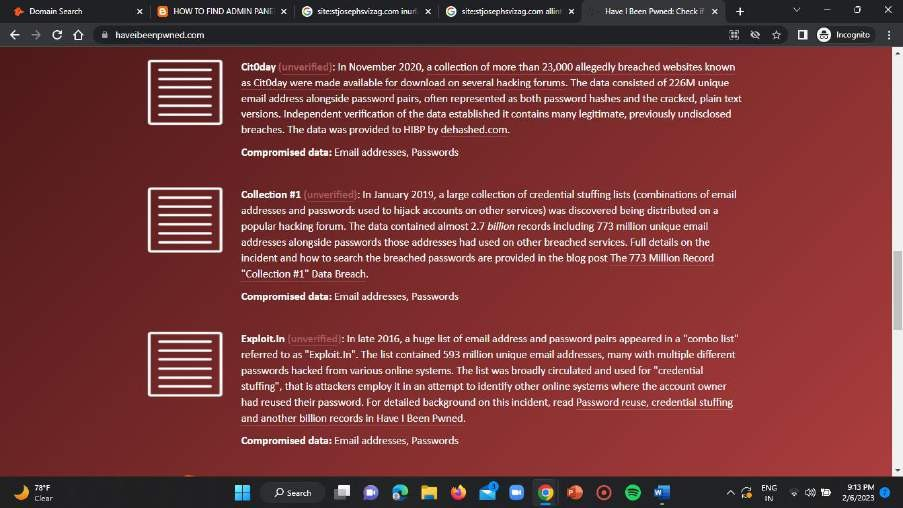 Domain Search
HOW TO FIND ADMIN PANE
site:stjosephsvizag.com inur
site:stjosephsvizag.com allint
Have I Been Pwned: Check if
haveibeenpwned.com
Incognito
Cit0day (unverified): In November 2020, a collection of more than 23,000 allegedly breached websites known
as Cit0day were made available for download on several hacking forums. The data consisted of 226M unique
email address alongside password pairs, often represented as both password hashes and the cracked, plain text
versions. Independent verification of the data established it contains many legitimate, previously undisclosed
breaches. The data was provided to HIBP by dehashed.com.
Compromised data: Email addresses, Passwords
Collection #1 (unverified): In January 2019, a large collection of credential stuffing lists (combinations of email
addresses and passwords used to hijack accounts on other services) was discovered being distributed on a
popular hacking forum. The data contained almost 2.7 billion records including 773 million unique email
addresses alongside passwords those addresses had used on other breached services. Full details on the
incident and how to search the breached passwords are provided in the blog post The 773 Million Record
"Collection #1" Data Breach.
Compromised data: Email addresses, Passwords
Exploit.In (unverified): In late 2016, a huge list of email address and password pairs appeared in a "combo list"
referred to as "Exploit.In". The list contained 593 million unique email addresses, many with multiple different
passwords hacked from various online systems. The list was broadly circulated and used for "credential
stuffing", that is attackers employ it in an attempt to identify other online systems where the account owner
had reused their password. For detailed background on this incident, read Password reuse, credential stuffing
and another billion records in Have I Been Pwned.
Compromised data: Email addresses, Passwords
78°F
Clear
Search
ENG
IN
9:13 PM
2/6/2023